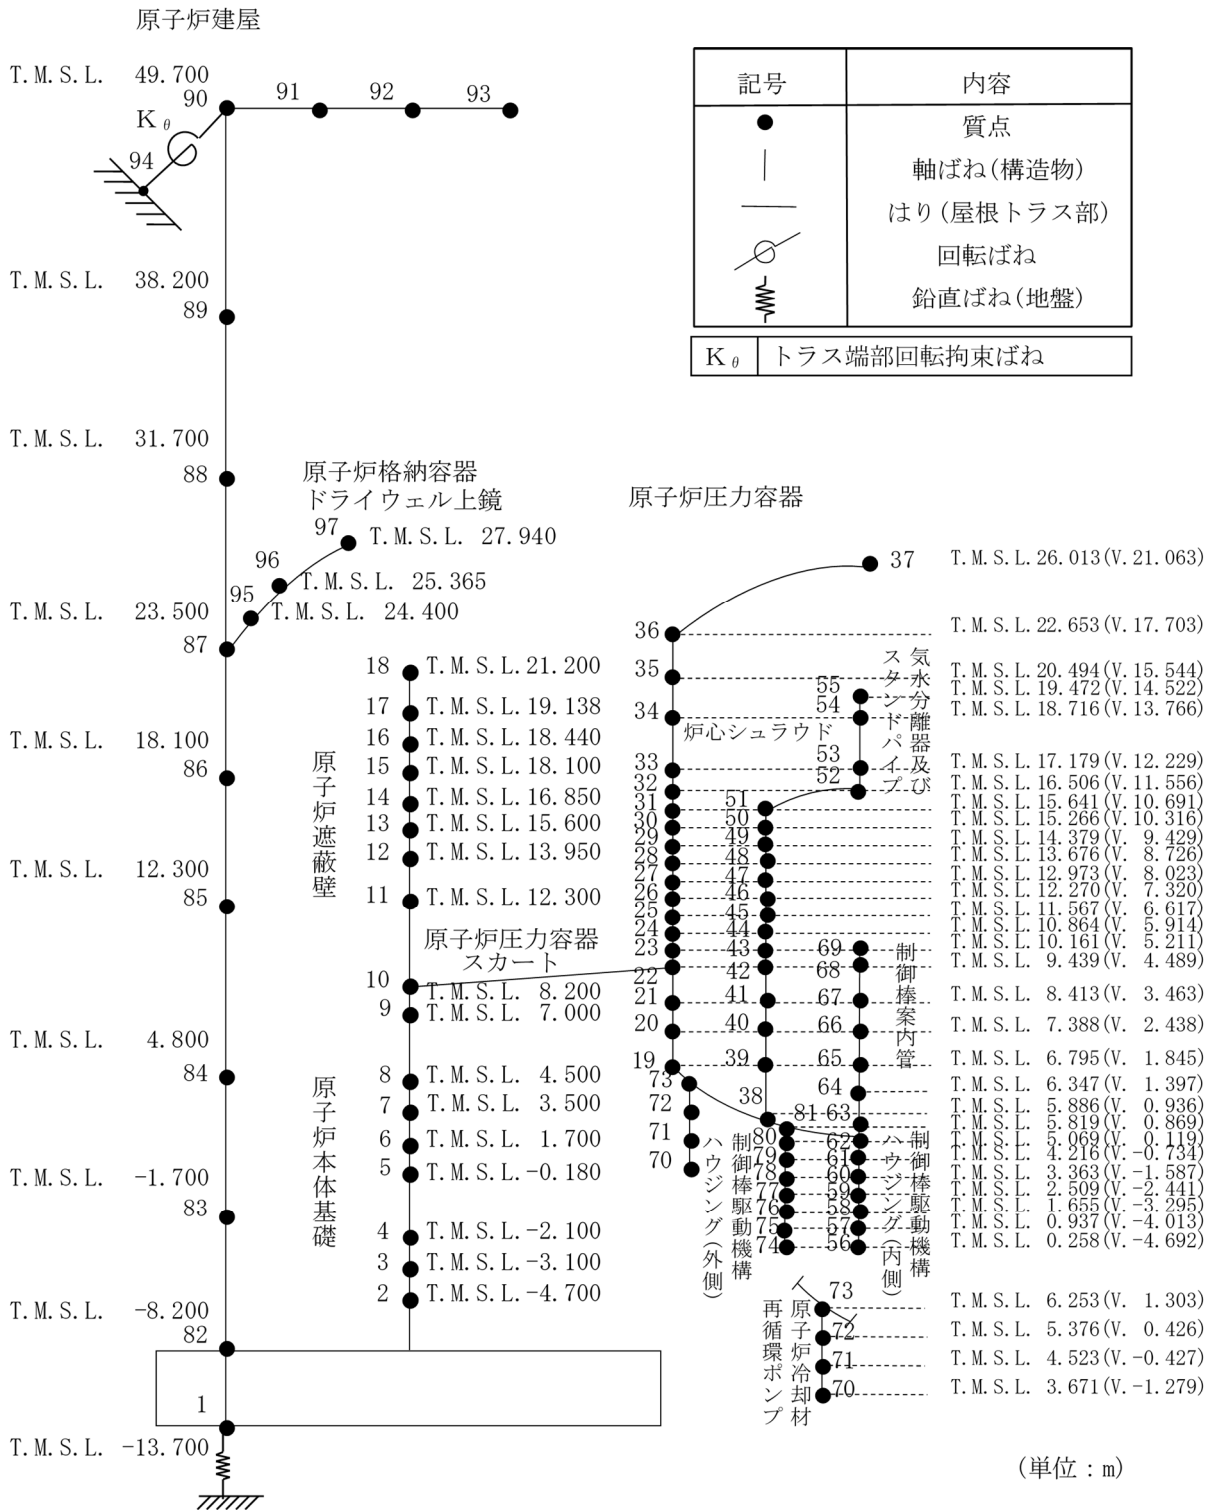 原子炉建屋
T.M.S.L. 49.700
90
91
92
93
Kθ
94
T.M.S.L. 38.200
89
T.M.S.L. 31.700
88
T.M.S.L. 23.500
87
T.M.S.L. 18.100
86
T.M.S.L. 12.300
85
T.M.S.L. 4.800
84
T.M.S.L. -1.700
83
T.M.S.L. -8.200
82
1
T.M.S.L. -13.700
記号 内容
質点
軸ばね(構造物)
はり(屋根トラス部)
回転ばね
鉛直ばね(地盤)
Kθ トラス端部回転拘束ばね
原子炉格納容器
ドライウェル上鏡
97 T.M.S.L. 27.940
96 T.M.S.L. 25.365
95 T.M.S.L. 24.400
原子炉遮蔽壁
18 T.M.S.L.21.200
17 T.M.S.L.19.138
16 T.M.S.L.18.440
15 T.M.S.L.18.100
14 T.M.S.L.16.850
13 T.M.S.L.15.600
12 T.M.S.L.13.950
11 T.M.S.L.12.300
原子炉圧力容器
スカート
10 T.M.S.L. 8.200
9 T.M.S.L. 7.000
原子炉本体基礎
8 T.M.S.L. 4.500
7 T.M.S.L. 3.500
6 T.M.S.L. 1.700
5 T.M.S.L.-0.180
4 T.M.S.L.-2.100
3 T.M.S.L.-3.100
2 T.M.S.L.-4.700
原子炉圧力容器
37
36
35
34
33
32
31
30
29
28
27
26
25
24
23
22
21
20
19
73
72
71
70
炉心シュラウド
51
50
49
48
47
46
45
44
43
42
41
40
39
38
気水分離器及び
スタンドパイプ
55
54
53
52
制御棒案内管
69
68
67
66
65
64
63
制御棒駆動機構
ハウジング(外側)
81
80
79
78
77
76
75
74
制御棒駆動機構
ハウジング(内側)
62
61
60
59
58
57
56
原子炉冷却材
再循環ポンプ
73
72
71
70
T.M.S.L.26.013(V.21.063)
T.M.S.L.22.653(V.17.703)
T.M.S.L.20.494(V.15.544)
T.M.S.L.19.472(V.14.522)
T.M.S.L.18.716(V.13.766)
T.M.S.L.17.179(V.12.229)
T.M.S.L.16.506(V.11.556)
T.M.S.L.15.641(V.10.691)
T.M.S.L.15.266(V.10.316)
T.M.S.L.14.379(V. 9.429)
T.M.S.L.13.676(V. 8.726)
T.M.S.L.12.973(V. 8.023)
T.M.S.L.12.270(V. 7.320)
T.M.S.L.11.567(V. 6.617)
T.M.S.L.10.864(V. 5.914)
T.M.S.L.10.161(V. 5.211)
T.M.S.L. 9.439(V. 4.489)
T.M.S.L. 8.413(V. 3.463)
T.M.S.L. 7.388(V. 2.438)
T.M.S.L. 6.795(V. 1.845)
T.M.S.L. 6.347(V. 1.397)
T.M.S.L. 5.886(V. 0.936)
T.M.S.L. 5.819(V. 0.869)
T.M.S.L. 5.069(V. 0.119)
T.M.S.L. 4.216(V.-0.734)
T.M.S.L. 3.363(V.-1.587)
T.M.S.L. 2.509(V.-2.441)
T.M.S.L. 1.655(V.-3.295)
T.M.S.L. 0.937(V.-4.013)
T.M.S.L. 0.258(V.-4.692)
T.M.S.L. 6.253(V. 1.303)
T.M.S.L. 5.376(V. 0.426)
T.M.S.L. 4.523(V.-0.427)
T.M.S.L. 3.671(V.-1.279)
(単位：m)